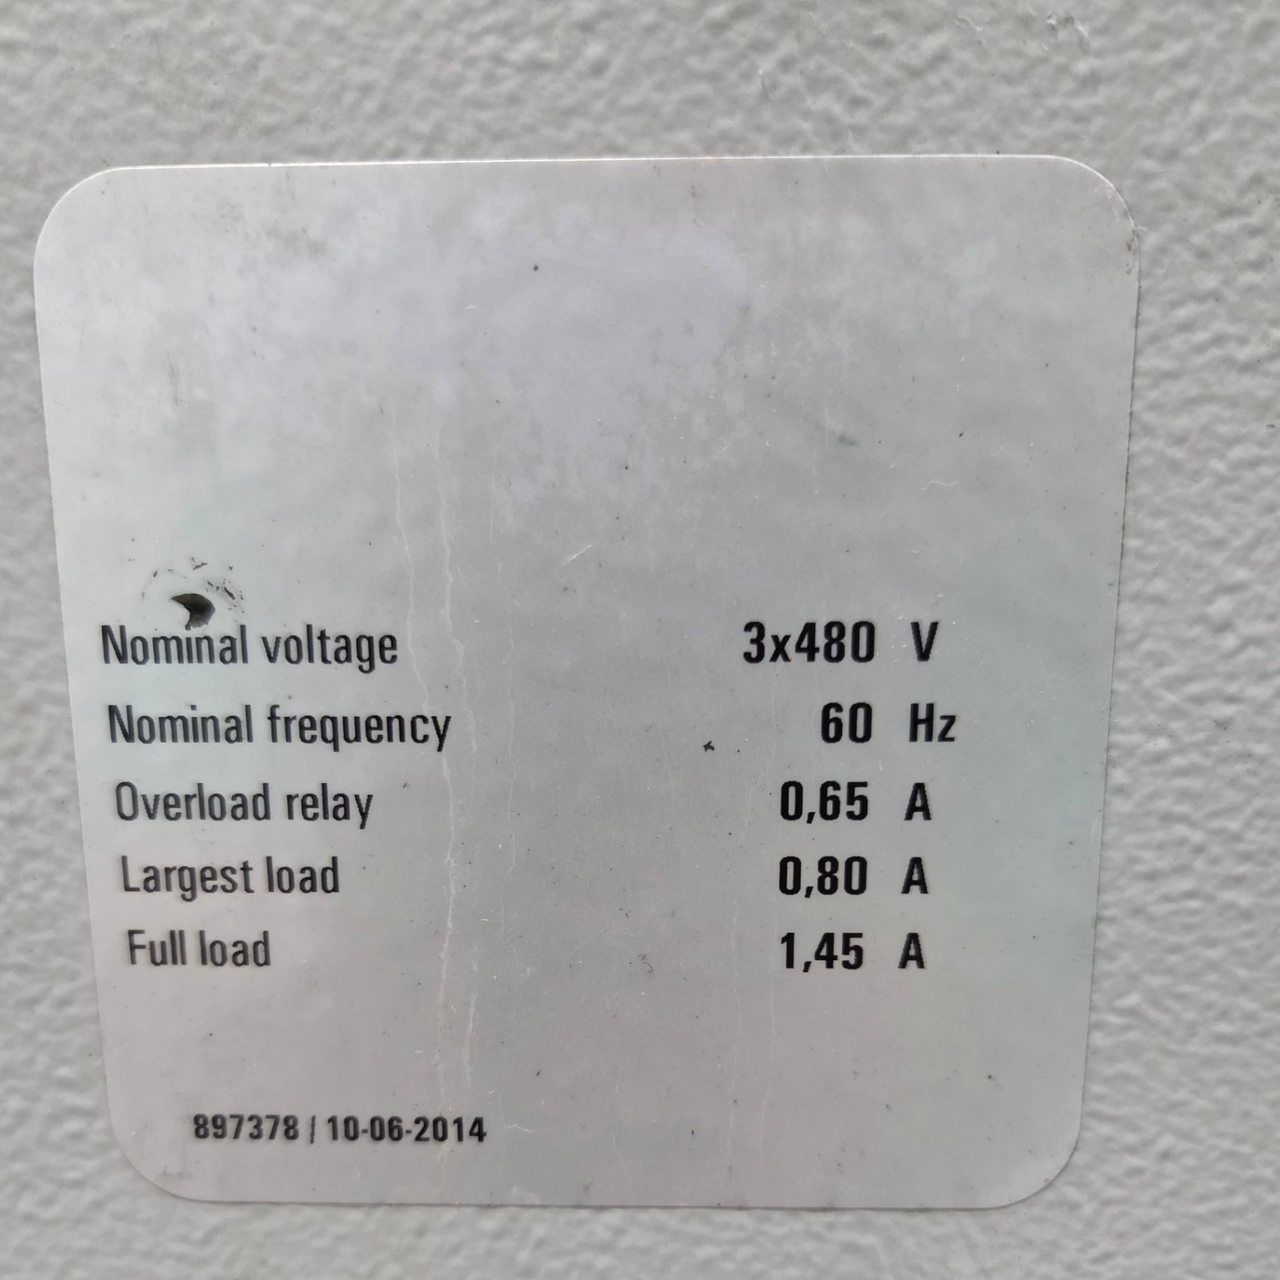 Nominal voltage 3x480 V
Nominal frequency 60 Hz
Overload relay 0,65 A
Largest load 0,80 A
Full load 1,45 A
897378 / 10-06-2014